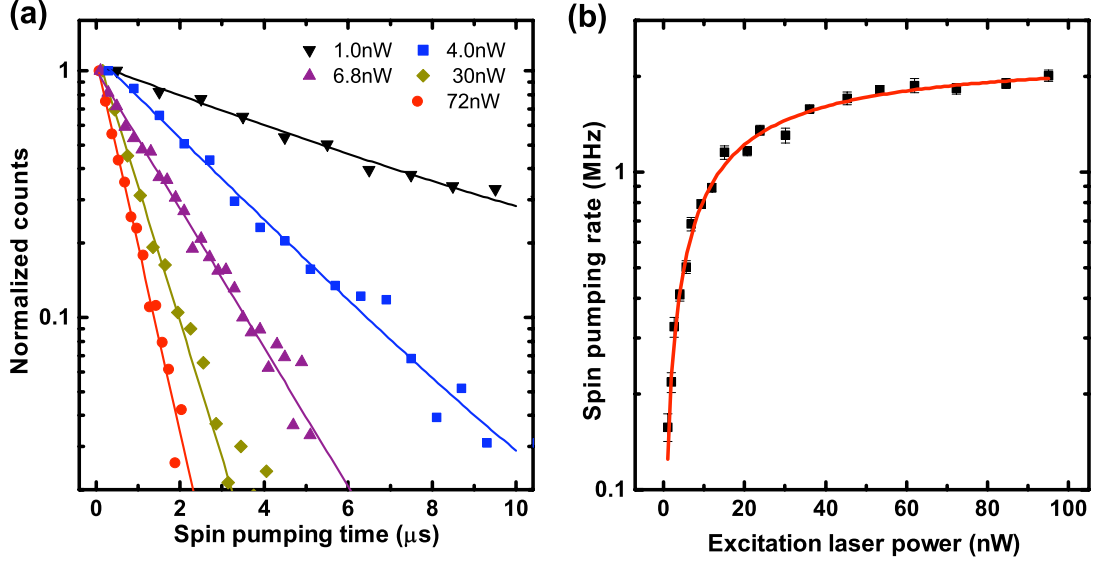 (a)
1.0nW 4.0nW
6.8nW 30nW
72nW
1
0.1
Normalized counts
0 2 4 6 8 10
Spin pumping time (μs)
(b)
1
0.1
Spin pumping rate (MHz)
0 20 40 60 80 100
Excitation laser power (nW)